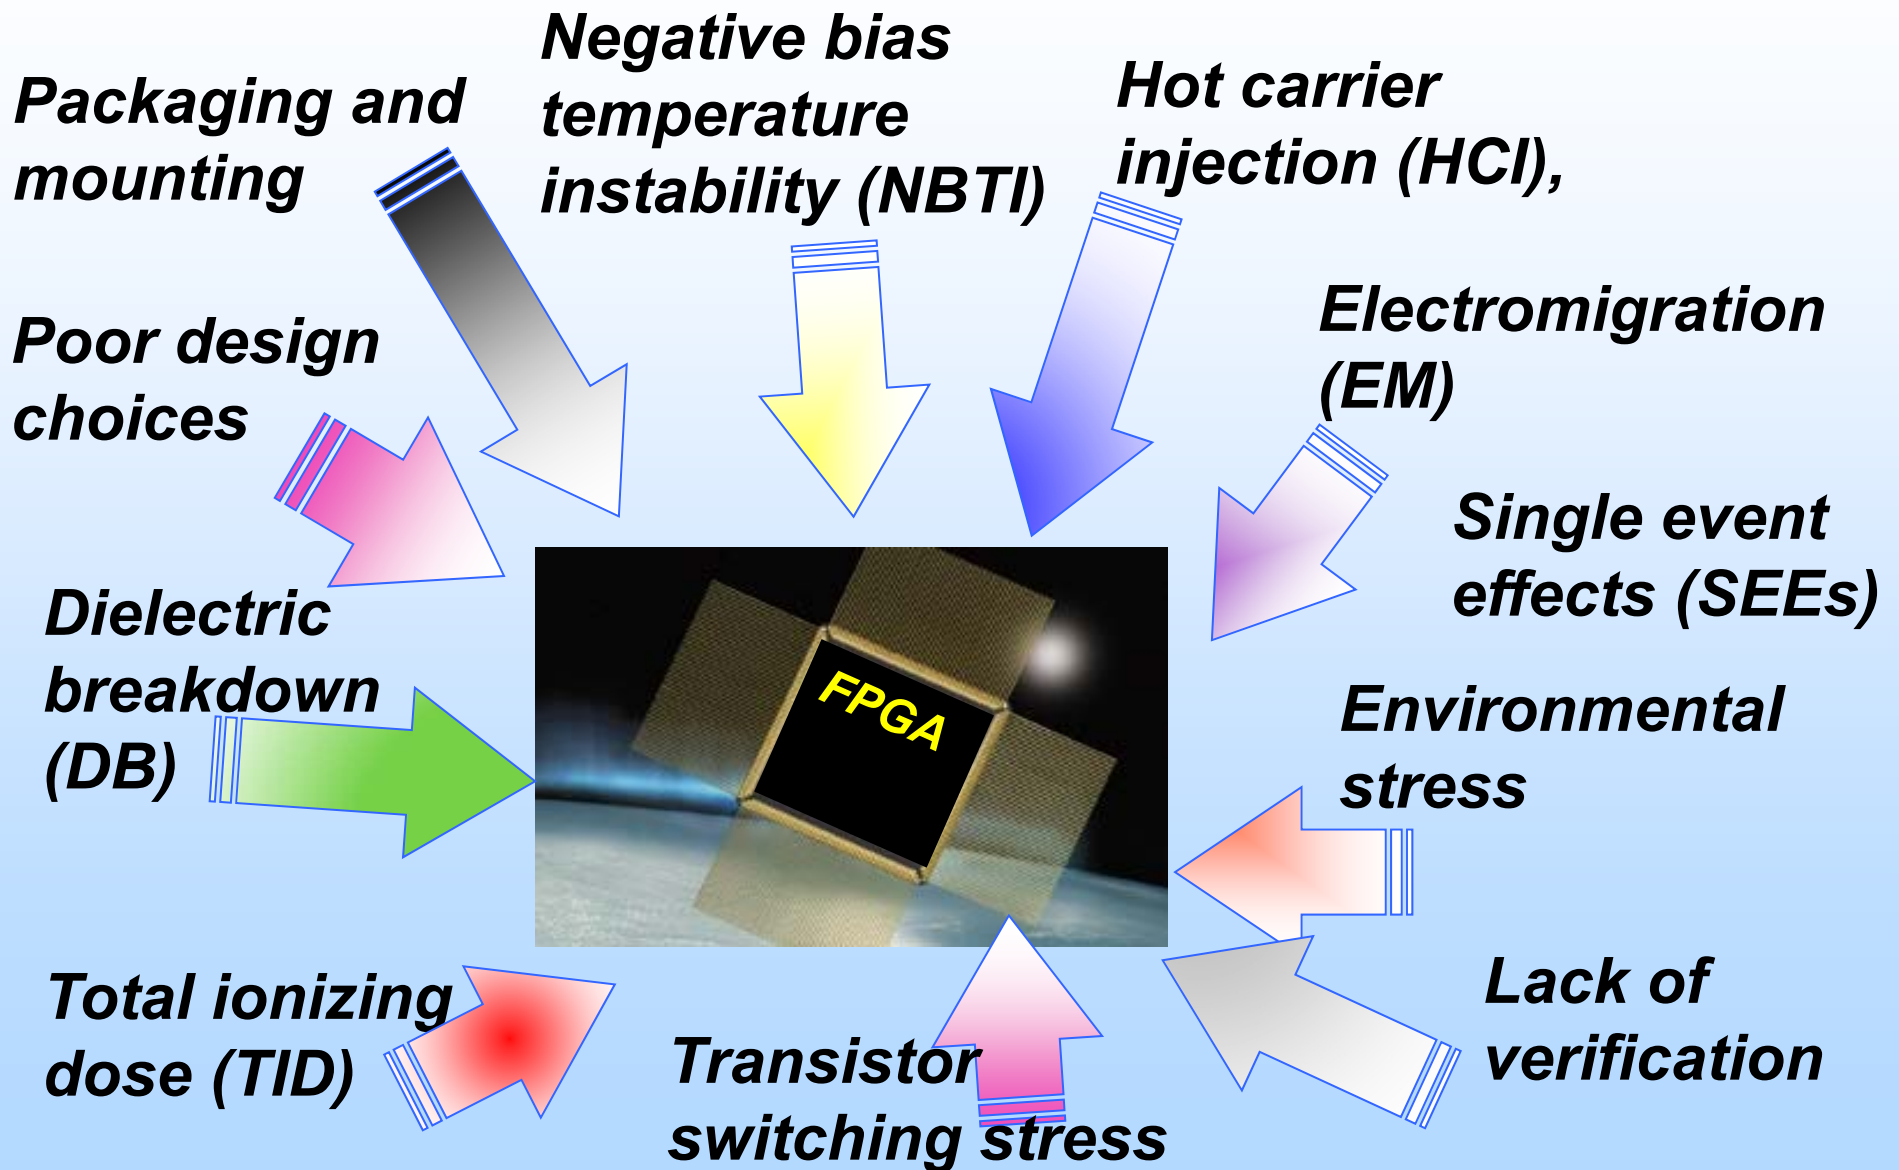 Packaging and
mounting
Negative bias
temperature
instability (NBTI)
Hot carrier
injection (HCI),
Poor design
choices
Electromigration
(EM)
Single event
effects (SEEs)
Dielectric
breakdown
(DB)
FPGA
Environmental
stress
Total ionizing
dose (TID)
Transistor
switching stress
Lack of
verification